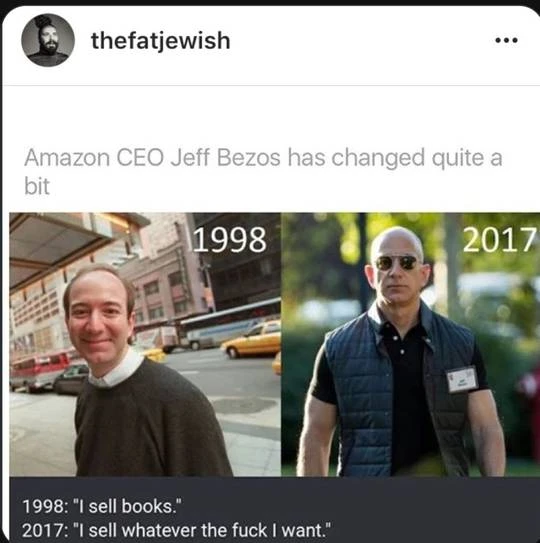 thefatjewish
Amazon CEO Jeff Bezos has changed quite a
bit
1998
2017
1998: "I sell books."
2017: "I sell whatever the fuck I want."